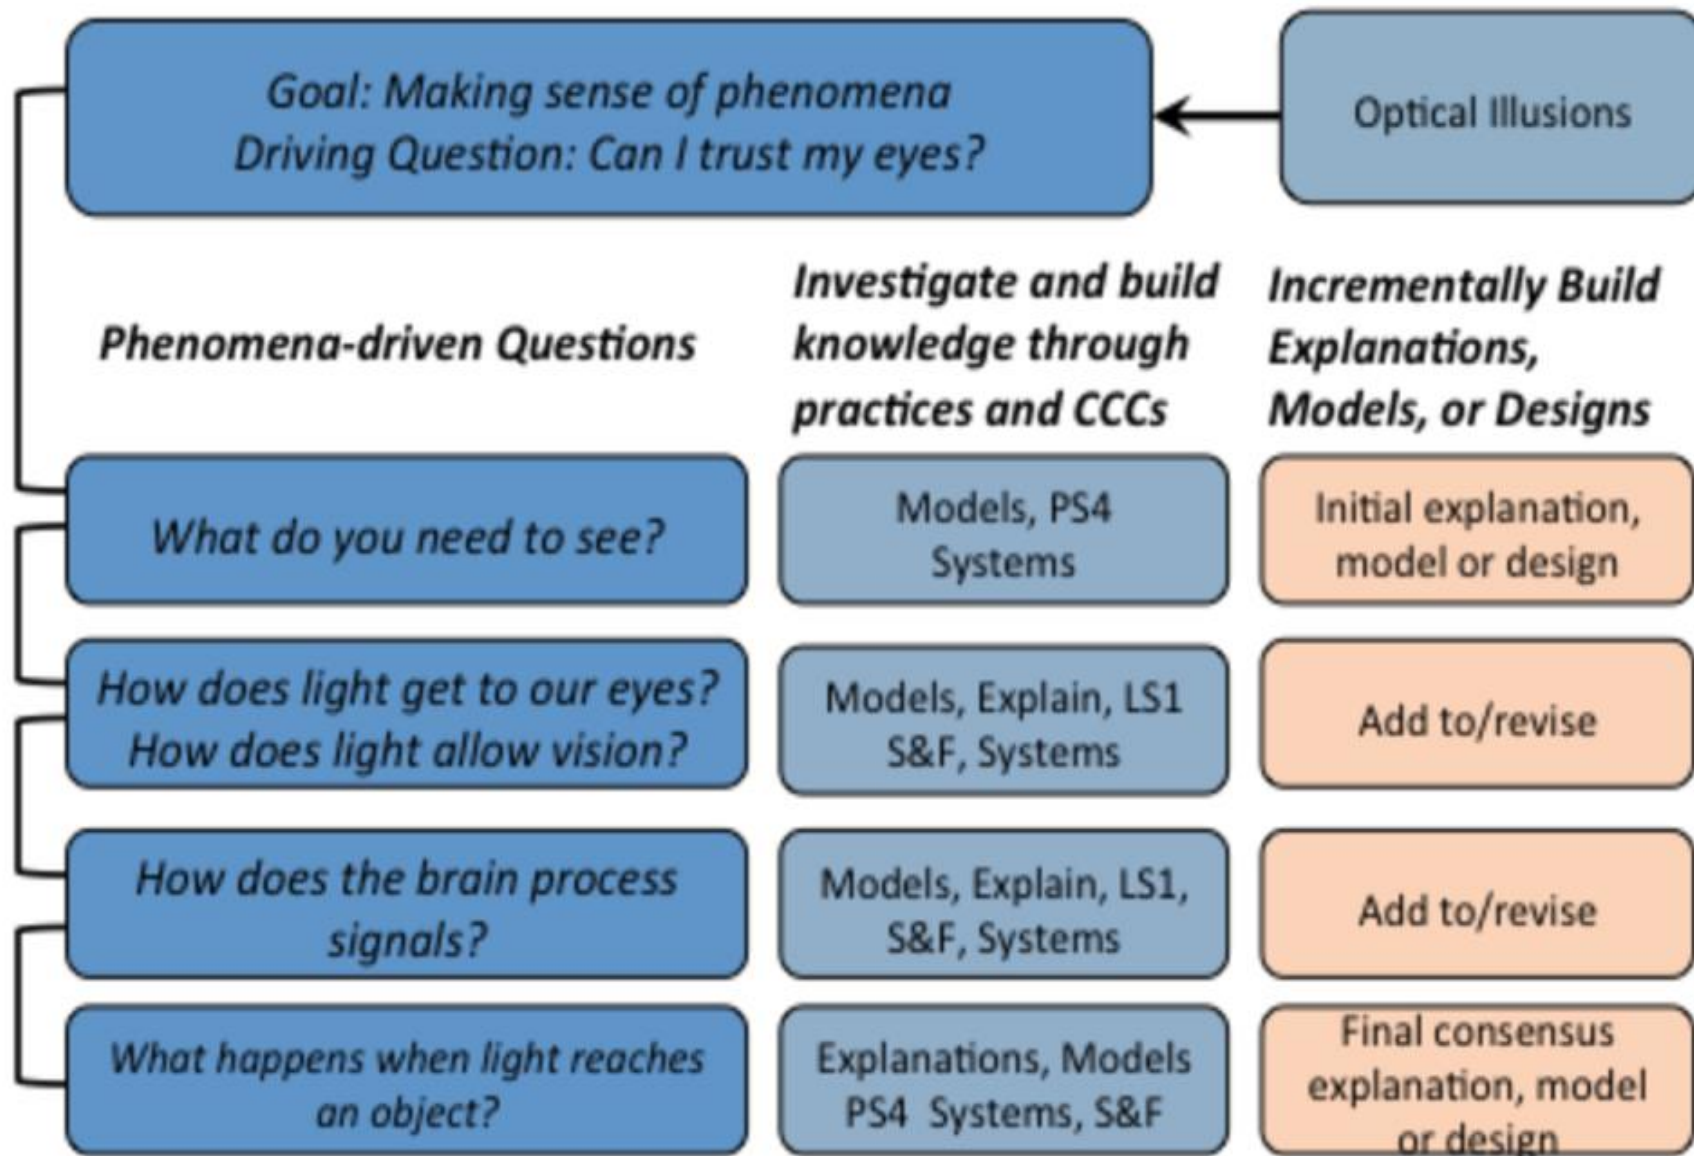 Goal: Making sense of phenomena
Driving Question: Can I trust my eyes?
Optical Illusions
Phenomena-driven Questions
Investigate and build
knowledge through
practices and CCCs
Incrementally Build
Explanations,
Models, or Designs
What do you need to see?
Models, PS4
Systems
Initial explanation,
model or design
How does light get to our eyes?
How does light allow vision?
Models, Explain, LS1
S&F, Systems
Add to/revise
How does the brain process
signals?
Models, Explain, LS1,
S&F, Systems
Add to/revise
What happens when light reaches
an object?
Explanations, Models
PS4 Systems, S&F
Final consensus
explanation, model
or design